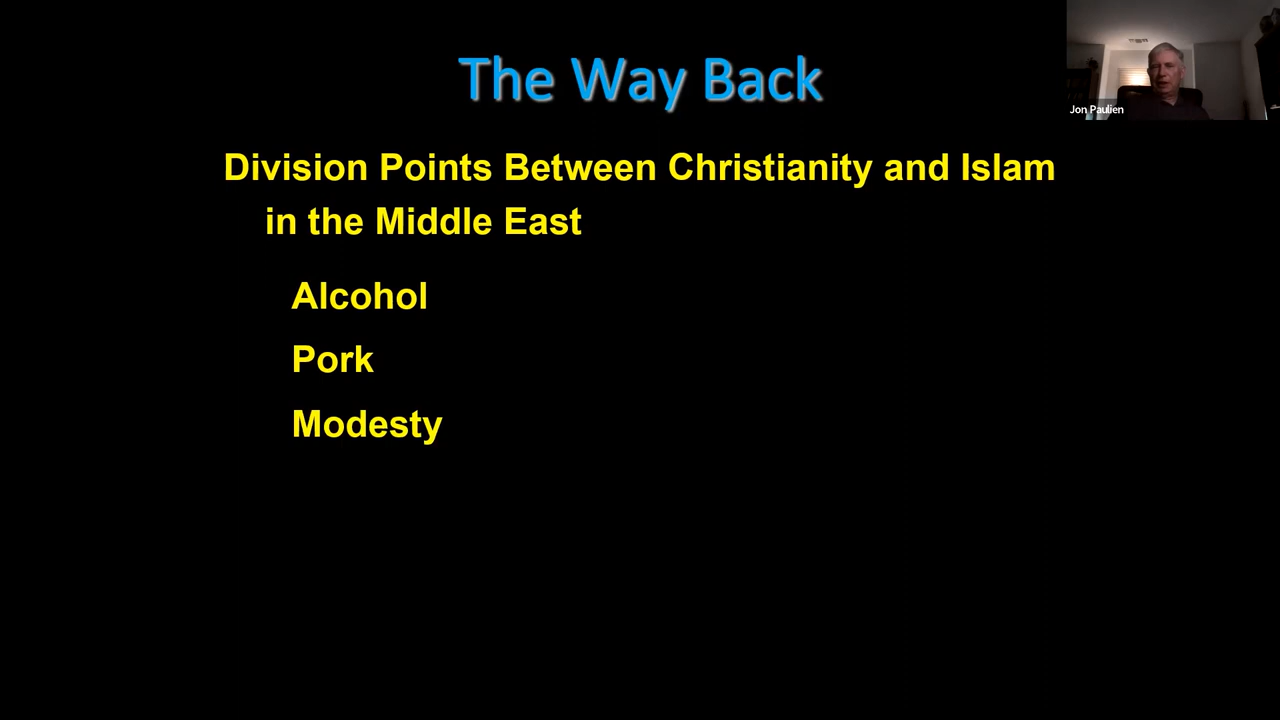 The Way Back
Jon Paulien
Division Points Between Christianity and Islam
in the Middle East
Alcohol
Pork
Modesty